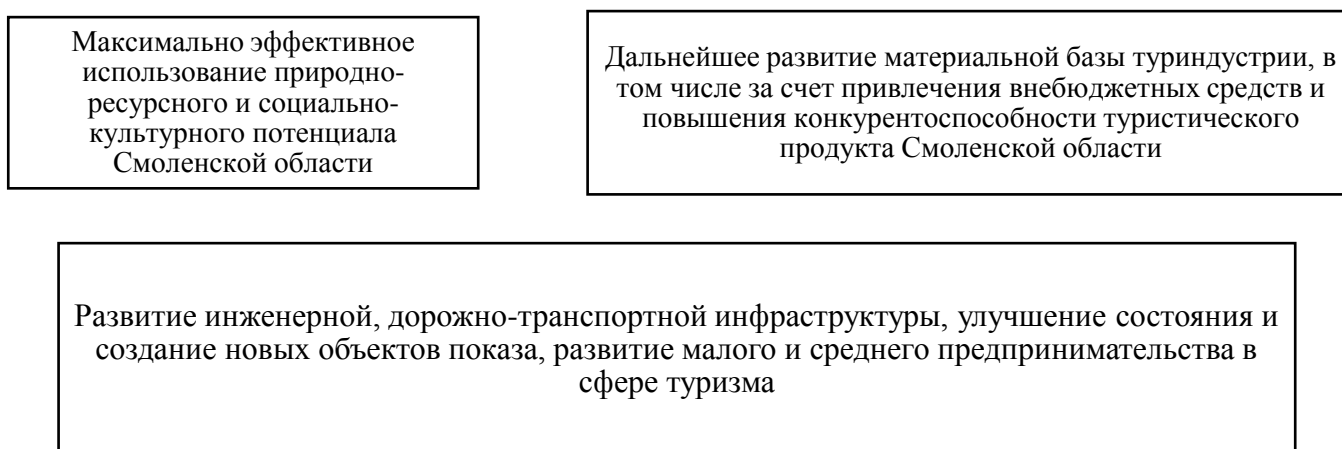 Максимально эффективное
использование природно-
ресурсного и социально-
культурного потенциала
Смоленской области
Дальнейшее развитие материальной базы туриндустрии, в
том числе за счет привлечения внебюджетных средств и
повышения конкурентоспособности туристического
продукта Смоленской области
Развитие инженерной, дорожно-транспортной инфраструктуры, улучшение состояния и
создание новых объектов показа, развитие малого и среднего предпринимательства в
сфере туризма